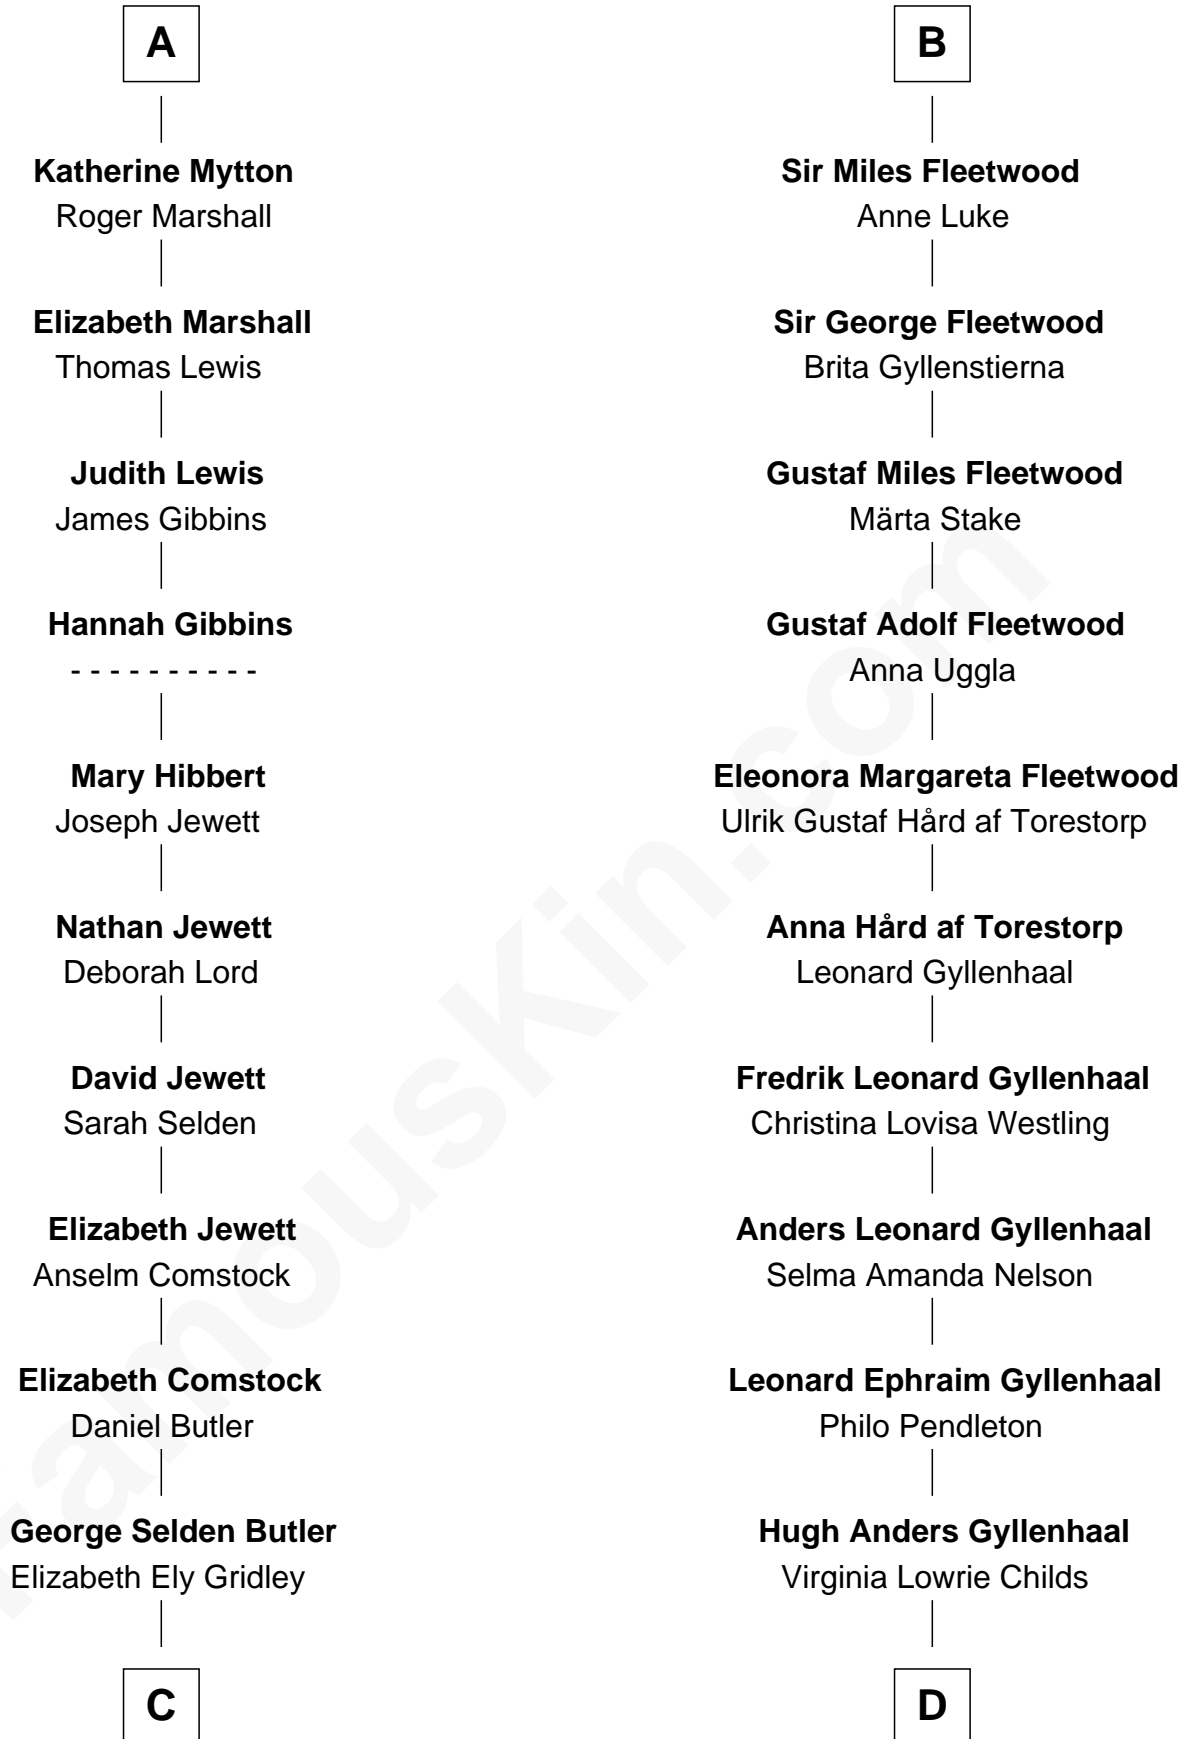 A
Katherine Mytton
Roger Marshall
Elizabeth Marshall
Thomas Lewis
Judith Lewis
James Gibbins
Hannah Gibbins
- - - - - - - - - -
Mary Hibbert
Joseph Jewett
Nathan Jewett
Deborah Lord
David Jewett
Sarah Selden
Elizabeth Jewett
Anselm Comstock
Elizabeth Comstock
Daniel Butler
George Selden Butler
Elizabeth Ely Gridley
C
B
Sir Miles Fleetwood
Anne Luke
Sir George Fleetwood
Brita Gyllenstierna
Gustaf Miles Fleetwood
Märta Stake
Gustaf Adolf Fleetwood
Anna Uggla
Eleonora Margareta Fleetwood
Ulrik Gustaf Hård af Torestorp
Anna Hård af Torestorp
Leonard Gyllenhaal
Fredrik Leonard Gyllenhaal
Christina Lovisa Westling
Anders Leonard Gyllenhaal
Selma Amanda Nelson
Leonard Ephraim Gyllenhaal
Philo Pendleton
Hugh Anders Gyllenhaal
Virginia Lowrie Childs
D
FamousKin.com